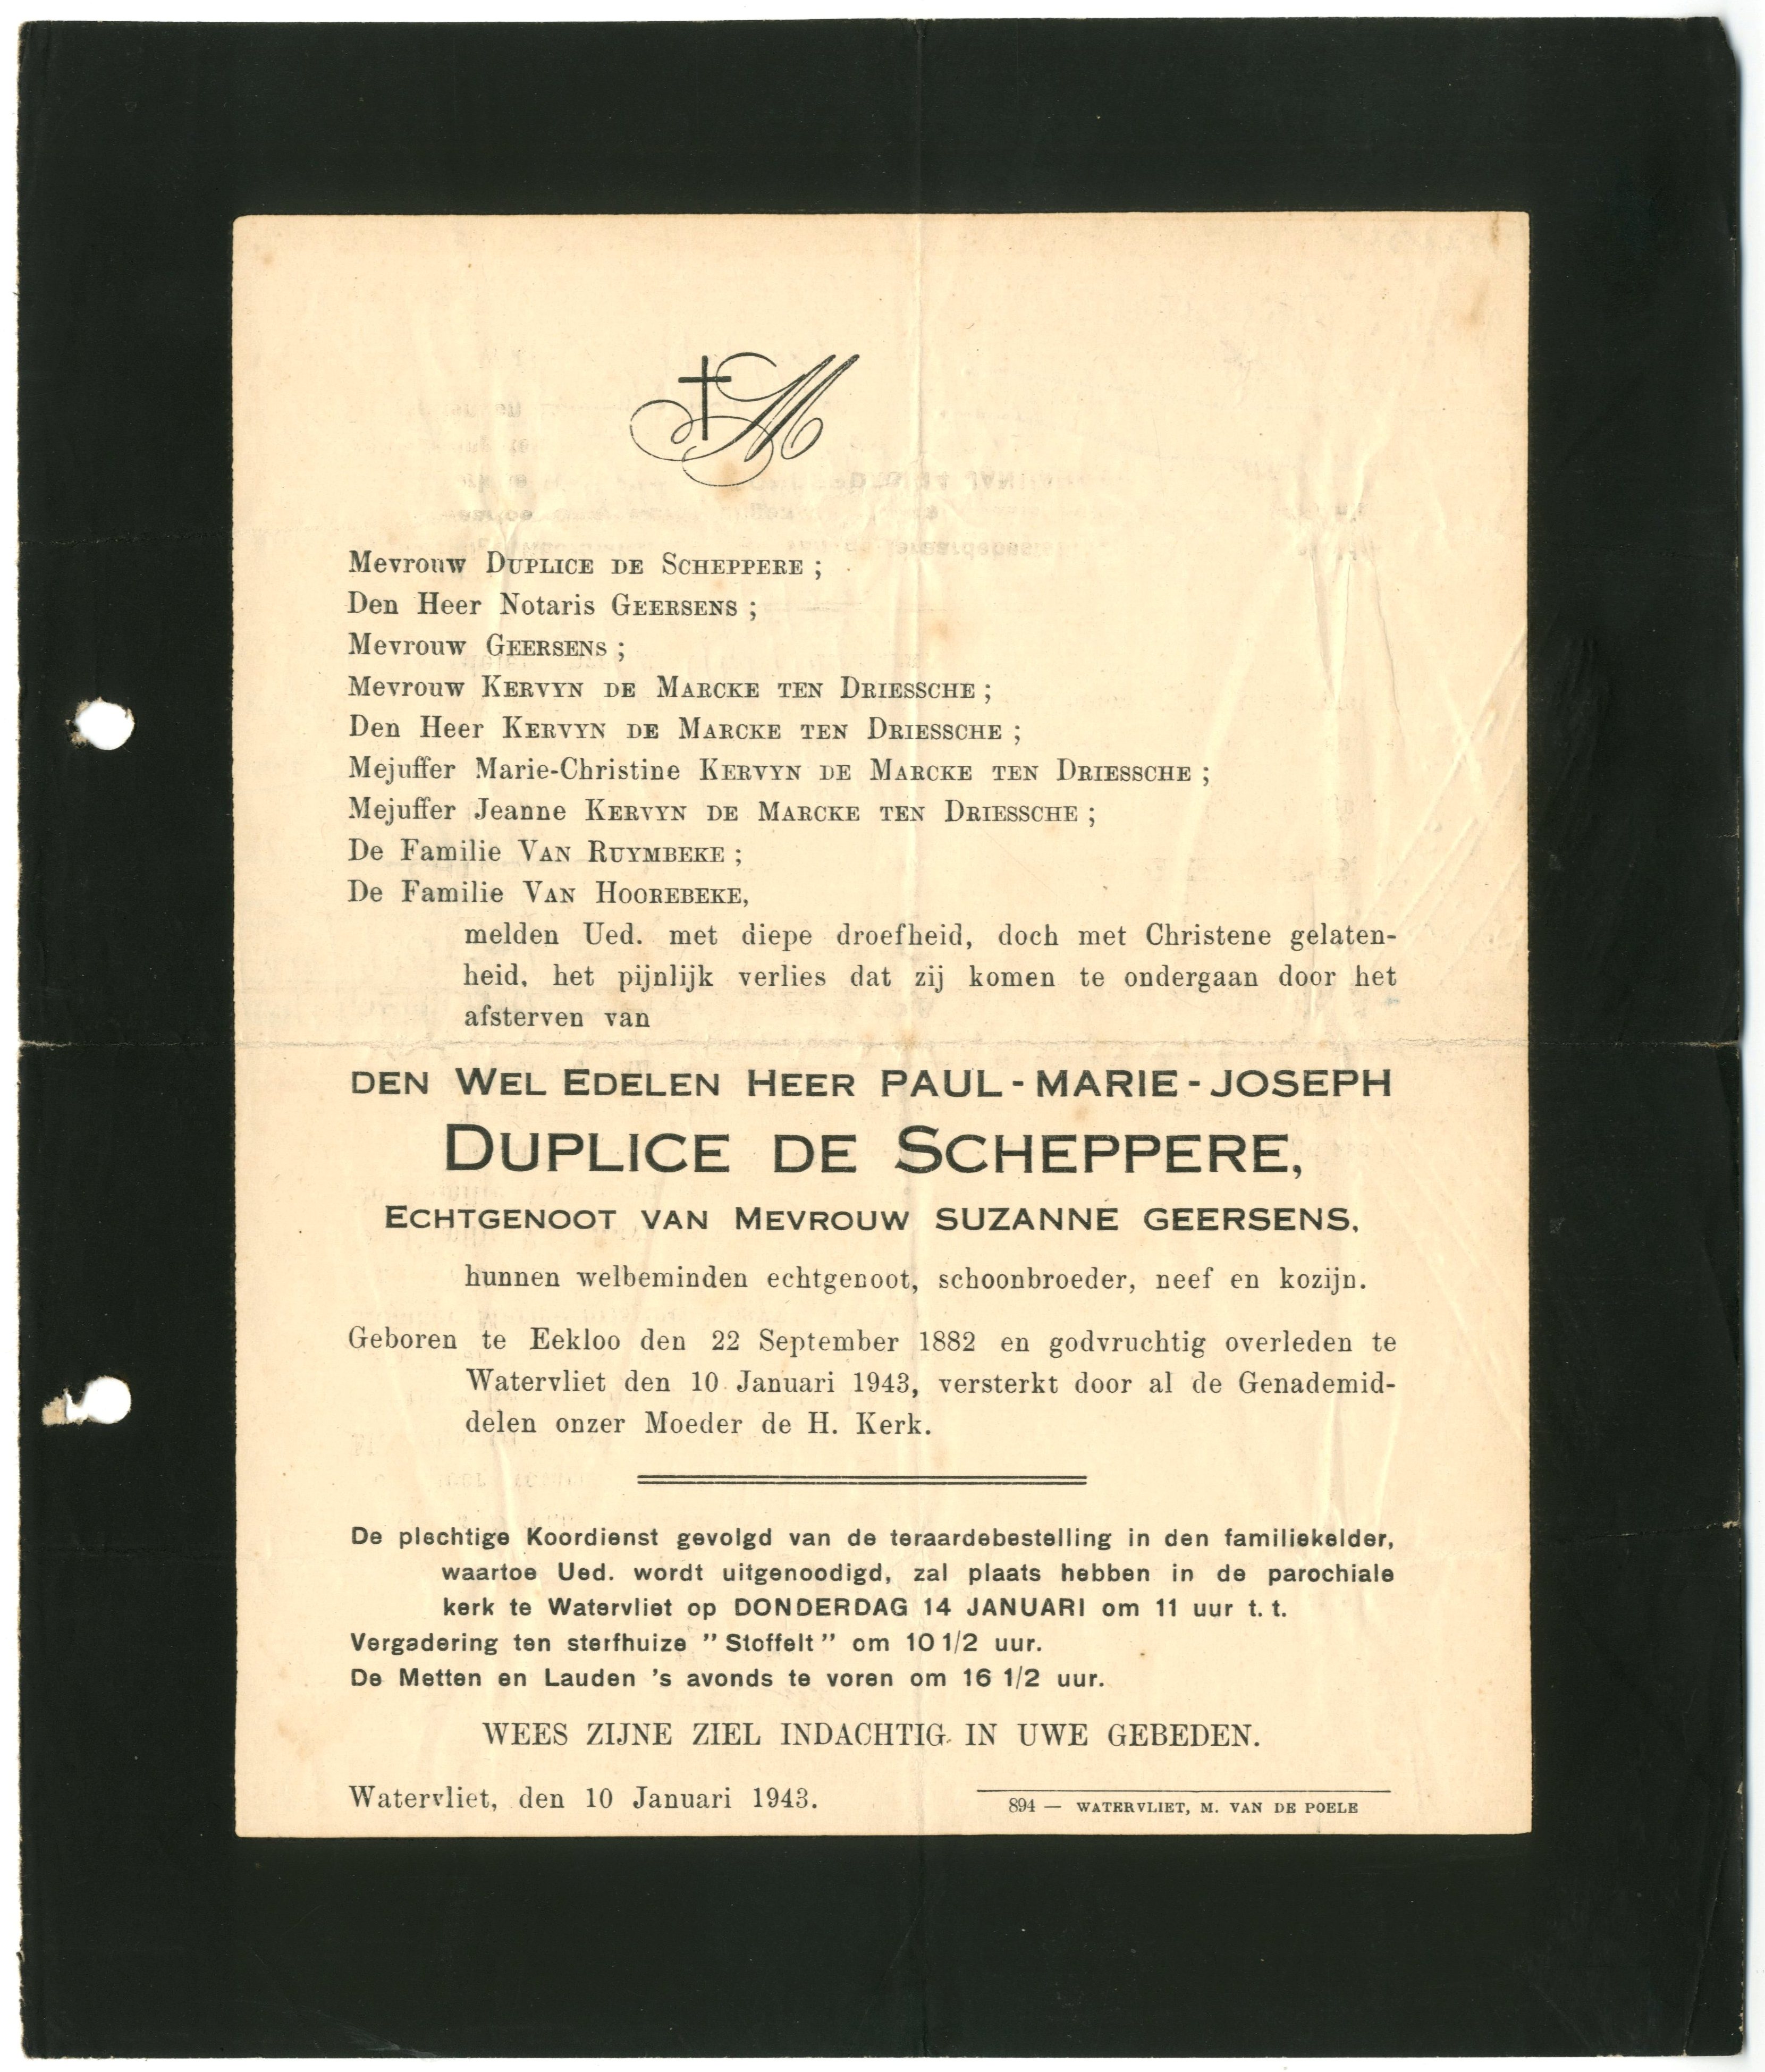 M
Mevrouw DUPLICE DE SCHEPPERE ;
Den Heer Notaris GEERSENS ;
Mevrouw GEERSENS ;
Mevrouw KERVYN DE MARCKE TEN DRIESSCHE ;
Den Heer KERVYN DE MARCKE TEN DRIESSCHE ;
Mejuffer Marie-Christine KERVYN DE MARCKE TEN DRIESSCHE ;
Mejuffer Jeanne KERVYN DE MARCKE TEN DRIESSCHE ;
De Familie VAN RUYMBEKE ;
De Familie VAN HOOREBEKE,
melden Ued. met diepe droefheid, doch met Christene gelaten-
heid, het pijnlijk verlies dat zij komen te ondergaan door het
afsterven van
DEN WEL EDELEN HEER PAUL - MARIE - JOSEPH
DUPLICE DE SCHEPPERE,
ECHTGENOOT VAN MEVROUW SUZANNE GEERSENS,
hunnen welbeminden echtgenoot, schoonbroeder, neef en kozijn.
Geboren te Eekloo den 22 September 1882 en godvruchtig overleden te
Watervliet den 10 Januari 1943, versterkt door al de Genademid-
delen onzer Moeder de H. Kerk.
De plechtige Koordienst gevolgd van de teraardebestelling in den familiekelder,
waartoe Ued. wordt uitgenoodigd, zal plaats hebben in de parochiale
kerk te Watervliet op DONDERDAG 14 JANUARI om 11 uur t. t.
Vergadering ten sterfhuize " Stoffelt " om 10 1/2 uur.
De Metten en Lauden 's avonds te voren om 16 1/2 uur.
WEES ZIJNE ZIEL INDACHTIG IN UWE GEBEDEN.
Watervliet, den 10 Januari 1943.
894 — WATERVLIET, M. VAN DE POELE